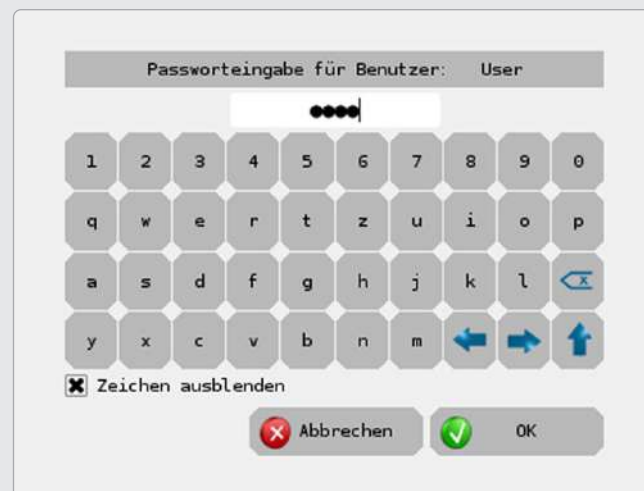 Passworteingabe für Benutzer: User
●●●●
1 2 3 4 5 6 7 8 9 0
q w e r t z u i o p
a s d f g h j k l x
y x c v b n m
Zeichen ausblenden
Abbrechen OK